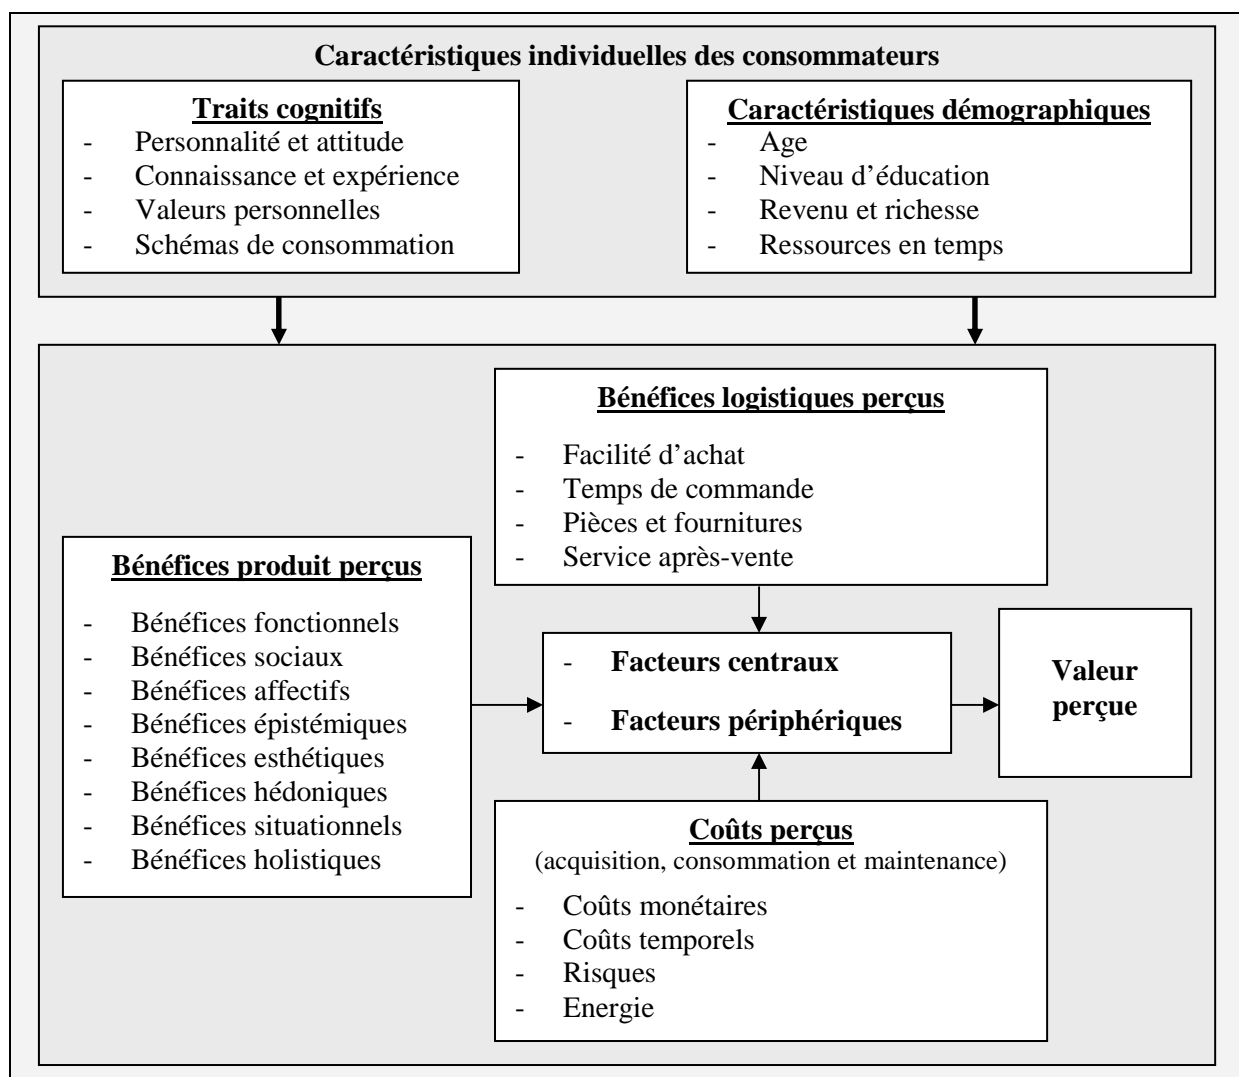 Caractéristiques individuelles des consommateurs
Traits cognitifs
- Personnalité et attitude
- Connaissance et expérience
- Valeurs personnelles
- Schémas de consommation
Caractéristiques démographiques
- Age
- Niveau d’éducation
- Revenu et richesse
- Ressources en temps
Bénéfices logistiques perçus
- Facilité d’achat
- Temps de commande
- Pièces et fournitures
- Service après-vente
Bénéfices produit perçus
- Bénéfices fonctionnels
- Bénéfices sociaux
- Bénéfices affectifs
- Bénéfices épistémiques
- Bénéfices esthétiques
- Bénéfices hédoniques
- Bénéfices situationnels
- Bénéfices holistiques
- Facteurs centraux
- Facteurs périphériques
Valeur
perçue
Coûts perçus
(acquisition, consommation et maintenance)
- Coûts monétaires
- Coûts temporels
- Risques
- Energie